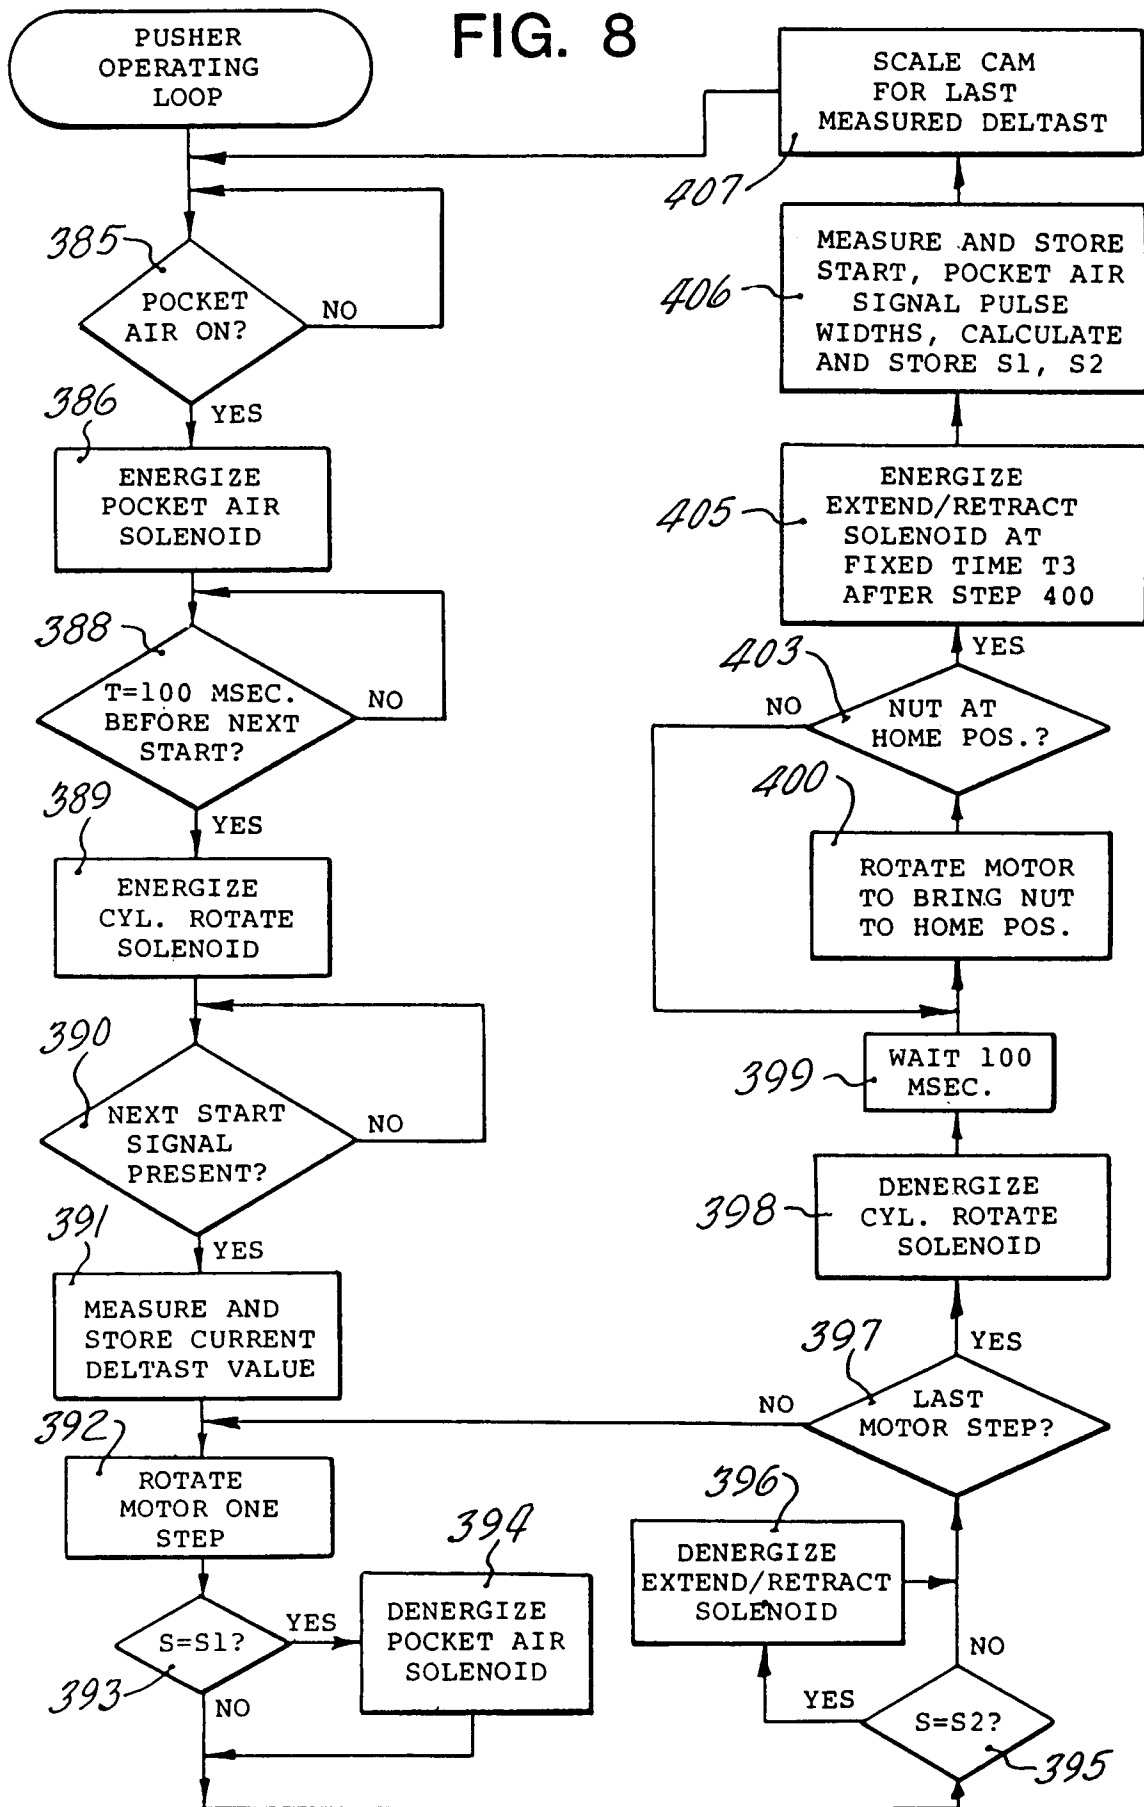 FIG. 8
PUSHER
OPERATING
LOOP
385
POCKET
AIR ON?
NO
YES
386
ENERGIZE
POCKET AIR
SOLENOID
388
T=100 MSEC.
BEFORE NEXT
START?
NO
YES
389
ENERGIZE
CYL. ROTATE
SOLENOID
390
NEXT START
SIGNAL
PRESENT?
NO
YES
391
MEASURE AND
STORE CURRENT
DELTAST VALUE
392
ROTATE
MOTOR ONE
STEP
393
S=S1?
YES
NO
394
DENERGIZE
POCKET AIR
SOLENOID
395
S=S2?
YES
NO
396
DENERGIZE
EXTEND/RETRACT
SOLENOID
397
LAST
MOTOR STEP?
NO
YES
398
DENERGIZE
CYL. ROTATE
SOLENOID
399
WAIT 100
MSEC.
400
ROTATE MOTOR
TO BRING NUT
TO HOME POS.
403
NUT AT
HOME POS.?
NO
YES
405
ENERGIZE
EXTEND/RETRACT
SOLENOID AT
FIXED TIME T3
AFTER STEP 400
406
MEASURE AND STORE
START, POCKET AIR
SIGNAL PULSE
WIDTHS, CALCULATE
AND STORE S1, S2
407
SCALE CAM
FOR LAST
MEASURED DELTAST